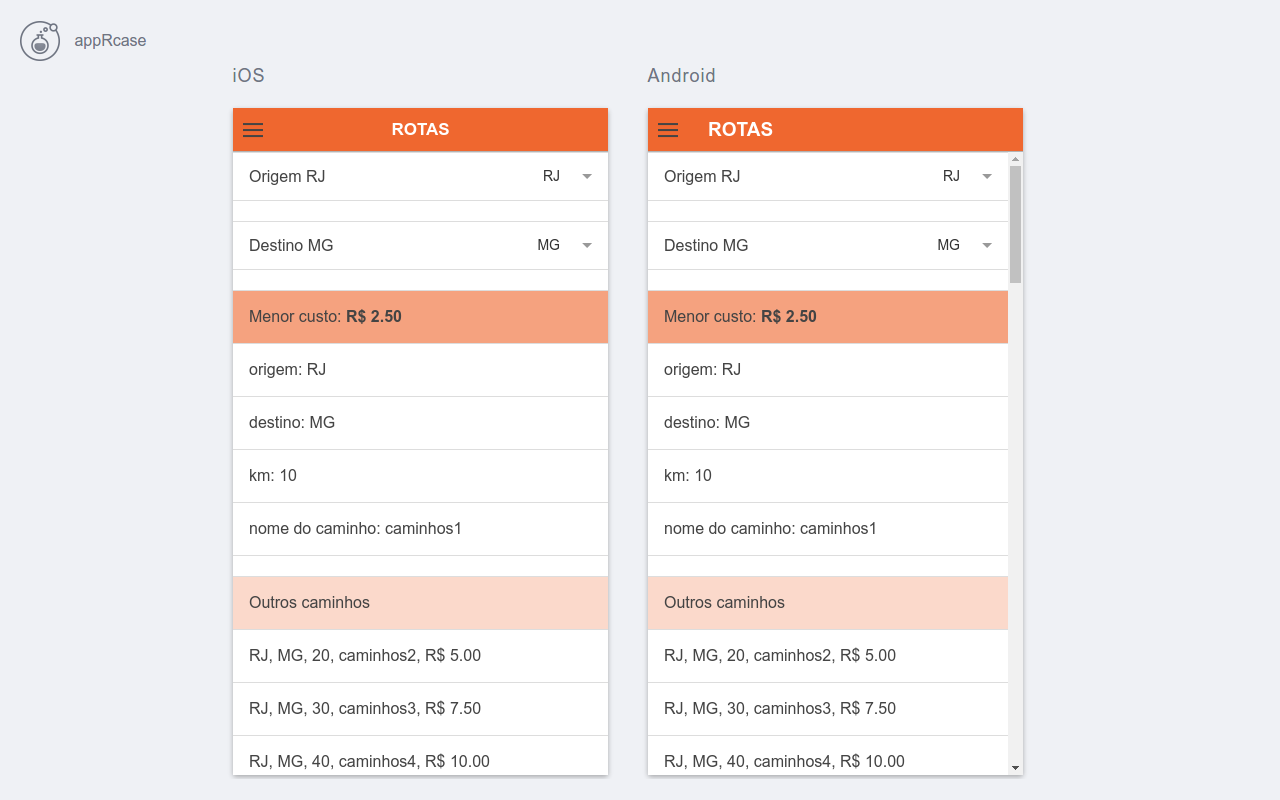 appRcase
iOS
ROTAS
Origem RJ RJ
Destino MG MG
Menor custo: R$ 2.50
origem: RJ
destino: MG
km: 10
nome do caminho: caminhos1
Outros caminhos
RJ, MG, 20, caminhos2, R$ 5.00
RJ, MG, 30, caminhos3, R$ 7.50
RJ, MG, 40, caminhos4, R$ 10.00
Android
ROTAS
Origem RJ RJ
Destino MG MG
Menor custo: R$ 2.50
origem: RJ
destino: MG
km: 10
nome do caminho: caminhos1
Outros caminhos
RJ, MG, 20, caminhos2, R$ 5.00
RJ, MG, 30, caminhos3, R$ 7.50
RJ, MG, 40, caminhos4, R$ 10.00